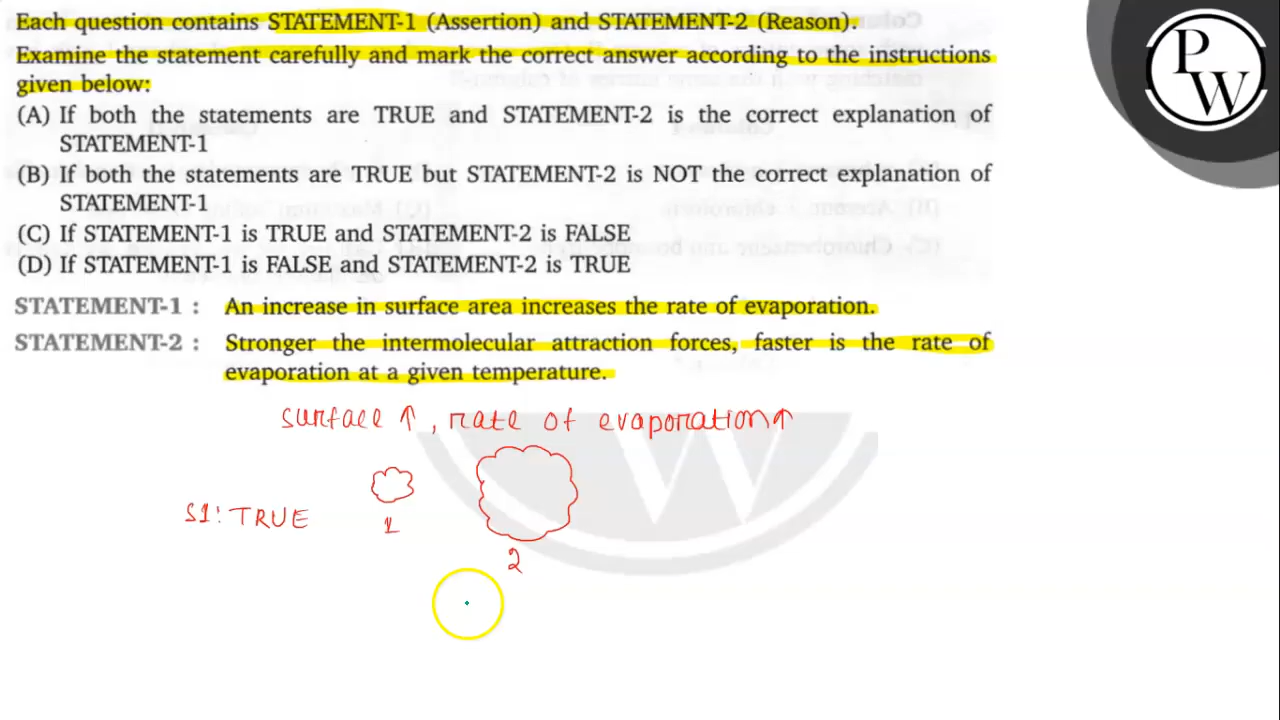 Each question contains STATEMENT-1 (Assertion) and STATEMENT-2 (Reason).
Examine the statement carefully and mark the correct answer according to the instructions
given below:
(A) If both the statements are TRUE and STATEMENT-2 is the correct explanation of
STATEMENT-1
(B) If both the statements are TRUE but STATEMENT-2 is NOT the correct explanation of
STATEMENT-1
(C) If STATEMENT-1 is TRUE and STATEMENT-2 is FALSE
(D) If STATEMENT-1 is FALSE and STATEMENT-2 is TRUE
STATEMENT-1 : An increase in surface area increases the rate of evaporation.
STATEMENT-2 : Stronger the intermolecular attraction forces, faster is the rate of
evaporation at a given temperature.
surface ↑, rate of evaporation↑
S1: TRUE
1
2
P
W